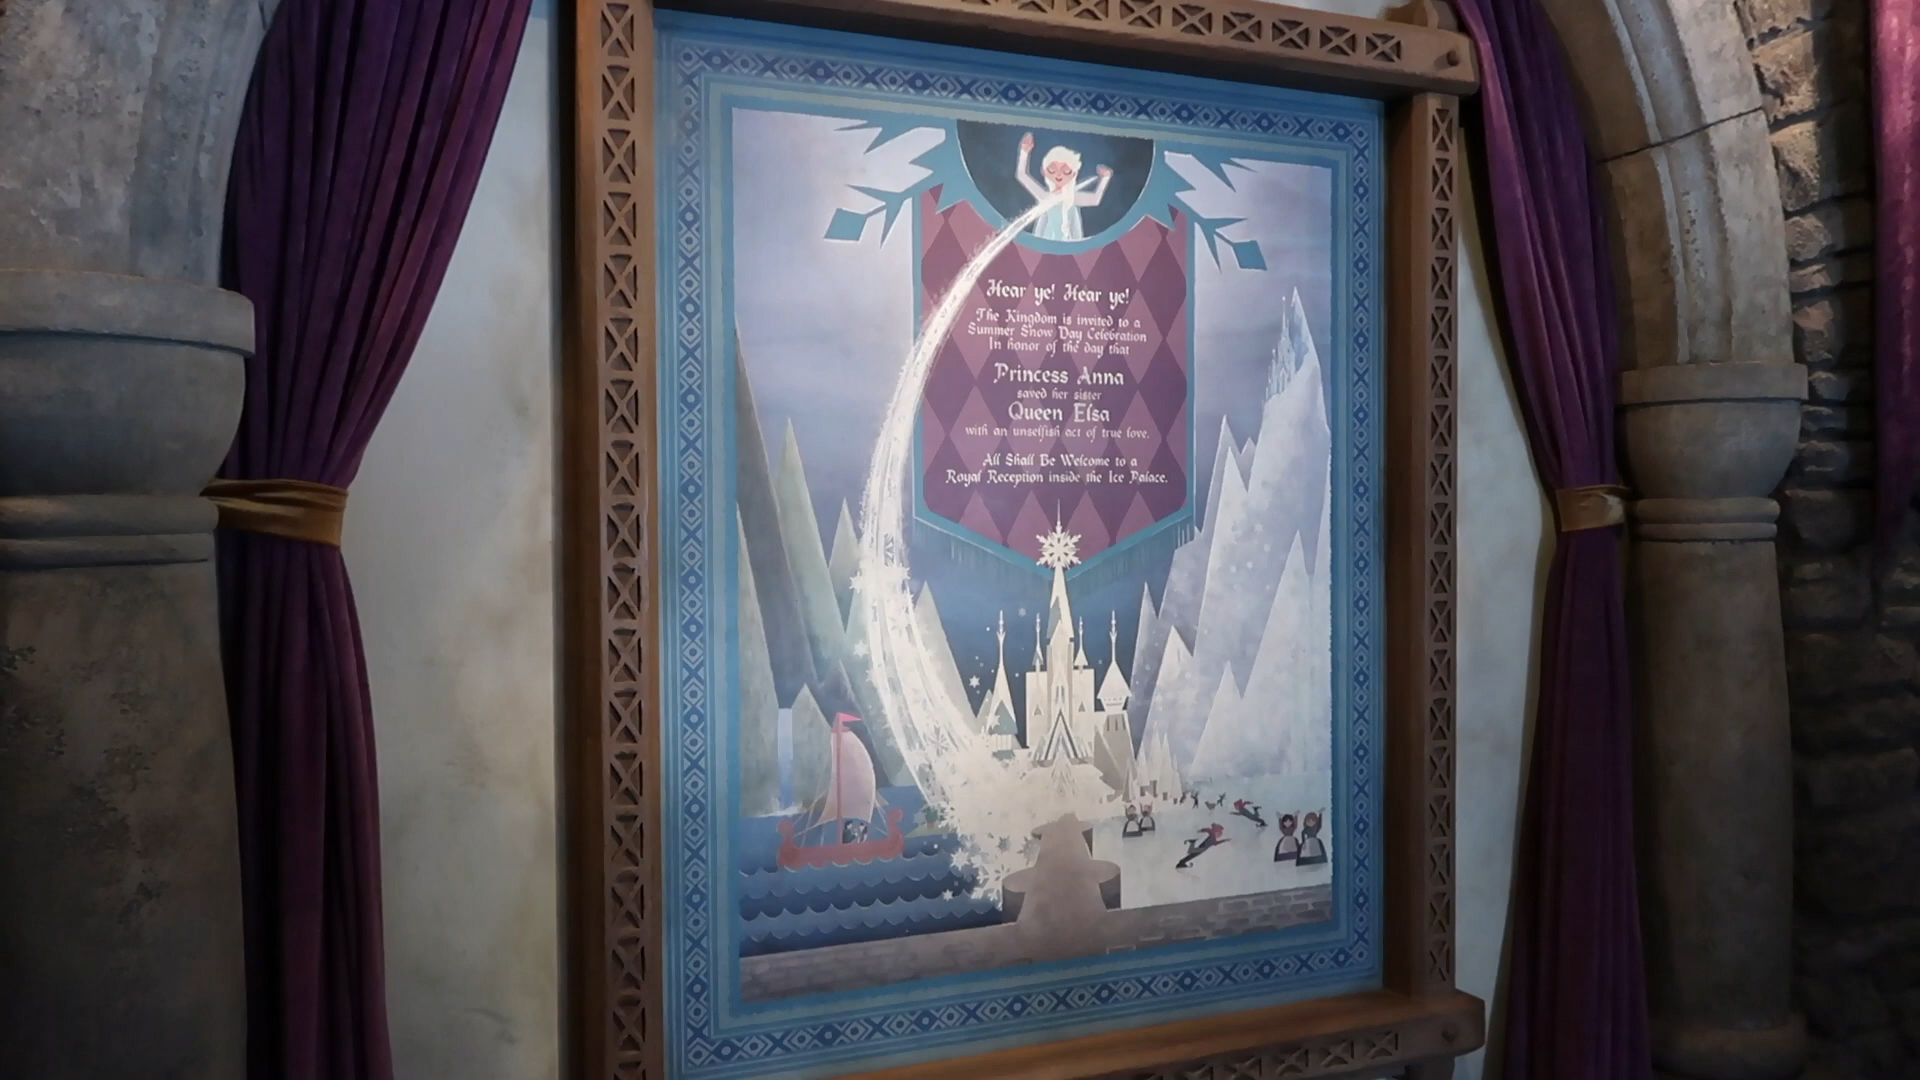 Hear ye! Hear ye!
The Kingdom is invited to a
Summer Snow Day Celebration
In honor of the day that
Princess Anna
saved her sister
Queen Elsa
with an unselfish act of true love.
All Shall Be Welcome to a
Royal Reception inside the Ice Palace.